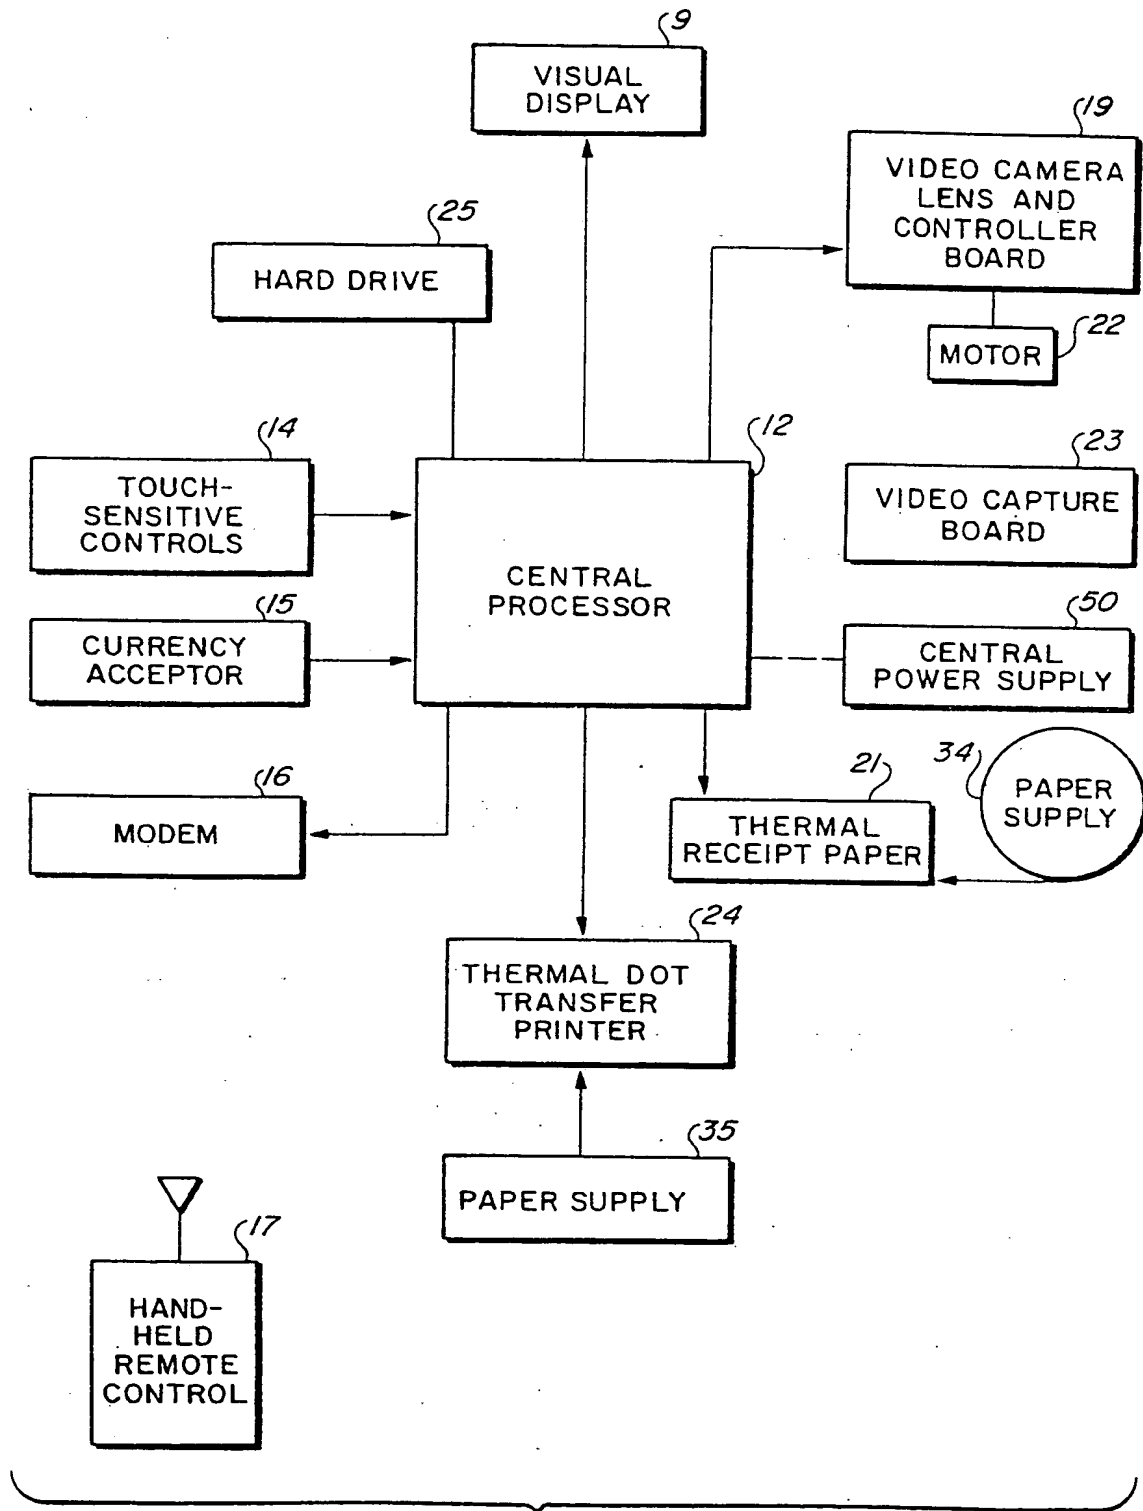 9
VISUAL
DISPLAY
19
VIDEO CAMERA
LENS AND
CONTROLLER
BOARD
25
HARD DRIVE
22
MOTOR
14
TOUCH-
SENSITIVE
CONTROLS
12
CENTRAL
PROCESSOR
23
VIDEO CAPTURE
BOARD
15
CURRENCY
ACCEPTOR
50
CENTRAL
POWER SUPPLY
16
MODEM
21
THERMAL
RECEIPT PAPER
34
PAPER
SUPPLY
24
THERMAL DOT
TRANSFER
PRINTER
35
PAPER SUPPLY
17
HAND-
HELD
REMOTE
CONTROL